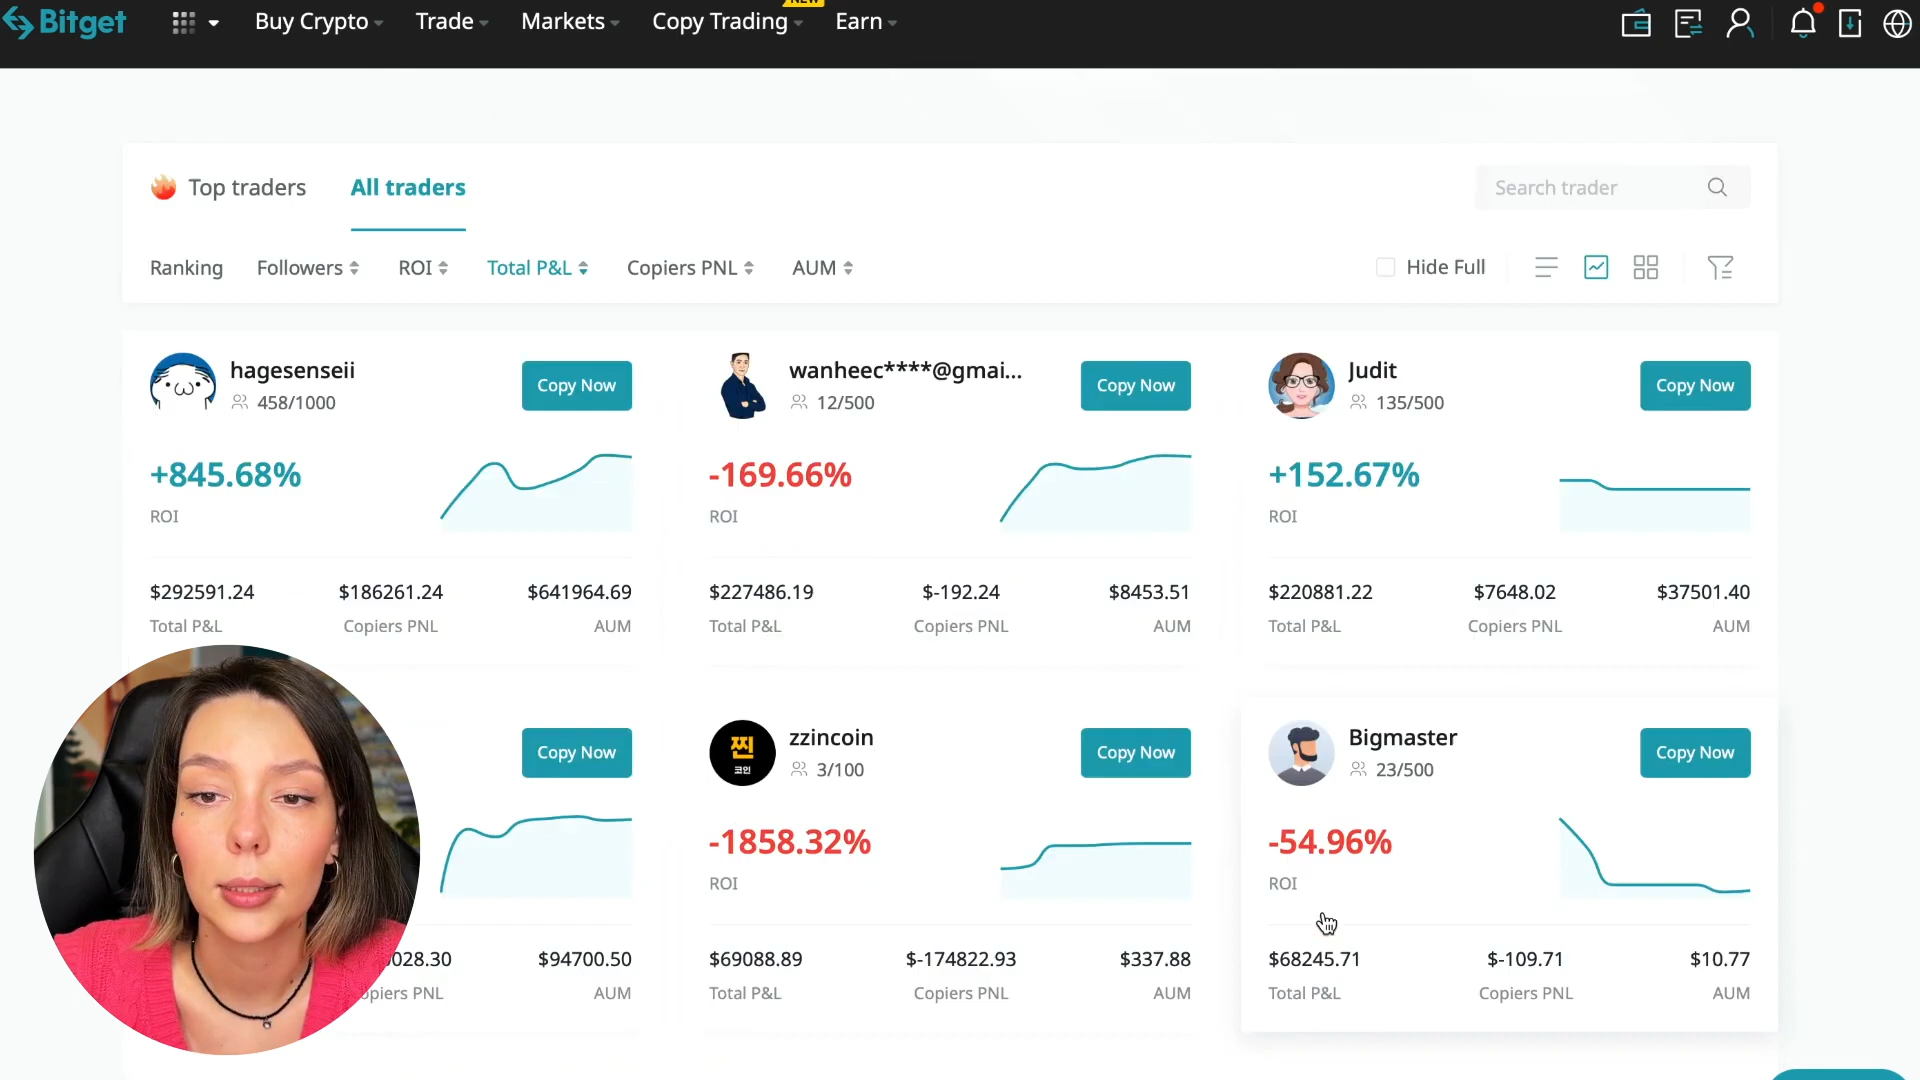 Bitget
Buy Crypto
Trade
Markets
Copy Trading
NEW
Earn
Top traders
All traders
Search trader
Ranking
Followers
ROI
Total P&L
Copiers PNL
AUM
Hide Full
hagesenseii
458/1000
Copy Now
+845.68%
ROI
$292591.24
$186261.24
$641964.69
Total P&L
Copiers PNL
AUM
wanheec****@gmai...
12/500
Copy Now
-169.66%
ROI
$227486.19
$-192.24
$8453.51
Total P&L
Copiers PNL
AUM
Judit
135/500
Copy Now
+152.67%
ROI
$220881.22
$7648.02
$37501.40
Total P&L
Copiers PNL
AUM
Copy Now
028.30
$94700.50
opiers PNL
AUM
찐
코인
zzincoin
3/100
Copy Now
-1858.32%
ROI
$69088.89
$-174822.93
$337.88
Total P&L
Copiers PNL
AUM
Bigmaster
23/500
Copy Now
-54.96%
ROI
$68245.71
$-109.71
$10.77
Total P&L
Copiers PNL
AUM